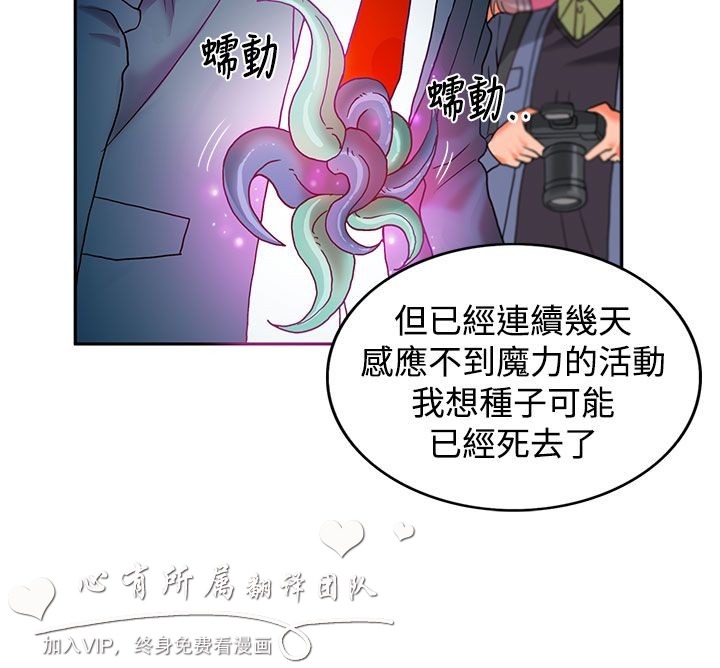 蠕動
蠕動..
但已經連續幾天
感應不到魔力的活動
我想種子可能
已經死去了
心有所属翻译团队
加入VIP，终身免费看漫画